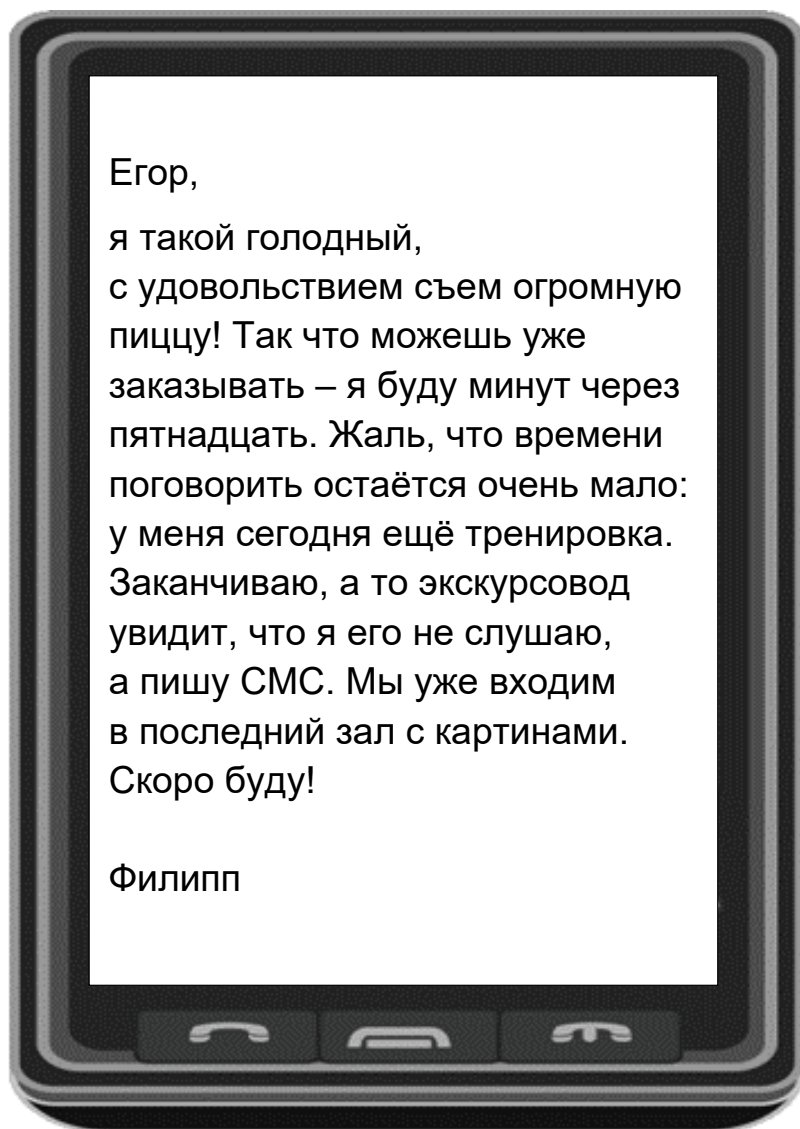 Егор,
я такой голодный,
с удовольствием съем огромную
пиццу! Так что можешь уже
заказывать – я буду минут через
пятнадцать. Жаль, что времени
поговорить остаётся очень мало:
у меня сегодня ещё тренировка.
Заканчиваю, а то экскурсовод
увидит, что я его не слушаю,
а пишу СМС. Мы уже входим
в последний зал с картинами.
Скоро буду!
Филипп